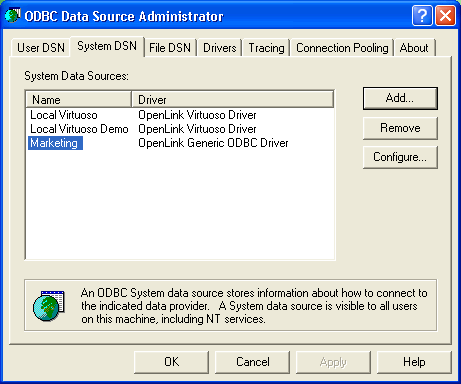 ODBC Data Source Administrator
User DSN System DSN File DSN Drivers Tracing Connection Pooling About
System Data Sources:
Name Driver
Local Virtuoso OpenLink Virtuoso Driver
Local Virtuoso Demo OpenLink Virtuoso Driver
Marketing OpenLink Generic ODBC Driver
Add...
Remove
Configure...
An ODBC System data source stores information about how to connect to
the indicated data provider. A System data source is visible to all users
on this machine, including NT services.
OK Cancel Apply Help